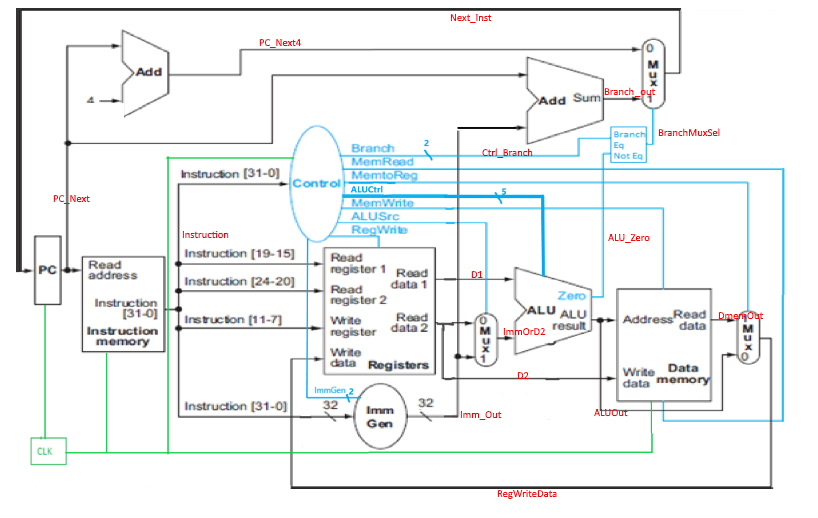 Next_Inst
PC_Next4
0
Mux
1
Add
4
Add Sum
Branch_out
BranchMuxSel
Branch
Eq
Not Eq
Branch
2
Ctrl_Branch
MemRead
MemtoReg
Control
ALUCtrl
5
MemWrite
ALUSrc
RegWrite
Instruction [31-0]
PC_Next
Instruction
ALU_Zero
PC
Read
address
Instruction
[31-0]
Instruction
memory
Instruction [19-15]
Instruction [24-20]
Instruction [11-7]
Read
register 1
Read
data 1
Read
register 2
Read
data 2
Write
register
Write
data
Registers
D1
0
Mux
1
ImmOrD2
D2
Zero
ALU
ALU
result
Address
Read
data
Write
data
Data
memory
DmemOut
1
Mux
0
ALUOut
ImmGen
2
Instruction [31-0]
32
Imm
Gen
32
Imm_Out
CLK
RegWriteData